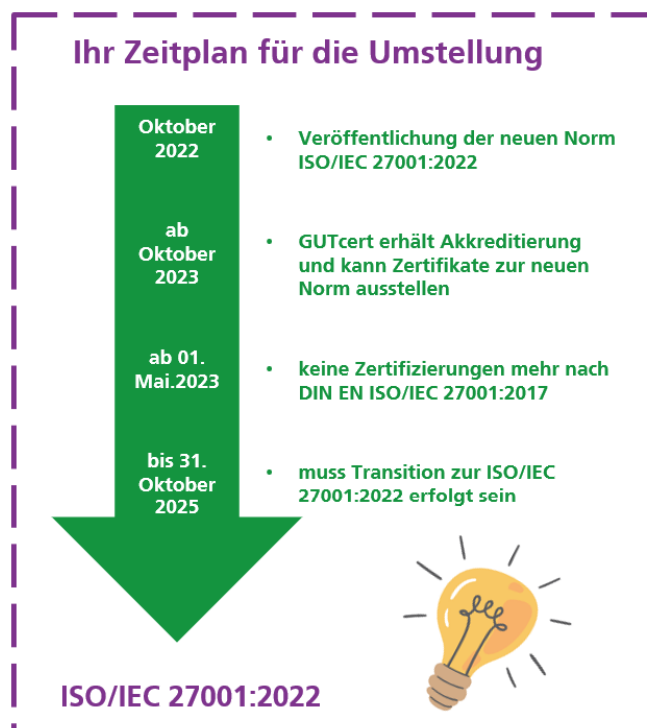 Ihr Zeitplan für die Umstellung
Oktober
2022
• Veröffentlichung der neuen Norm
ISO/IEC 27001:2022
ab
Oktober
2023
• GUTcert erhält Akkreditierung
und kann Zertifikate zur neuen
Norm ausstellen
ab 01.
Mai.2023
• keine Zertifizierungen mehr nach
DIN EN ISO/IEC 27001:2017
bis 31.
Oktober
2025
• muss Transition zur ISO/IEC
27001:2022 erfolgt sein
ISO/IEC 27001:2022